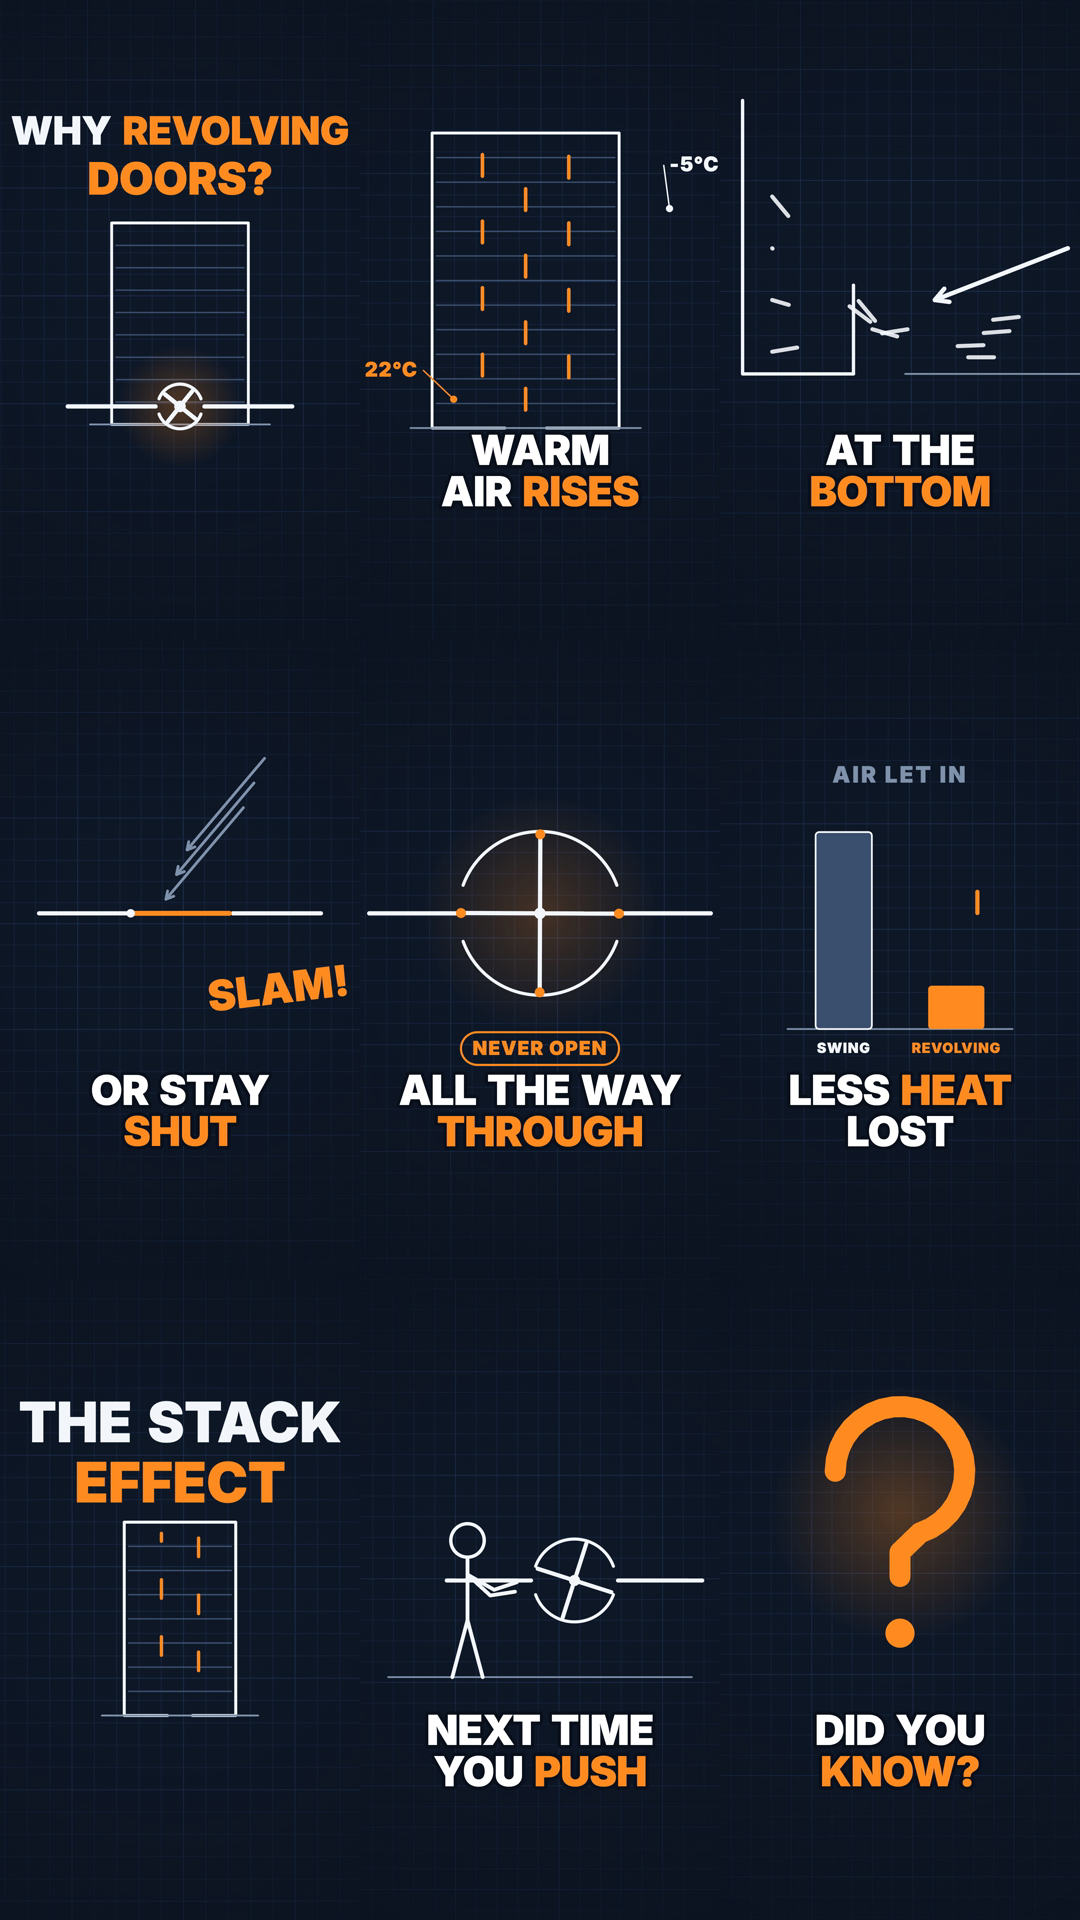 WHY REVOLVING
DOORS?
-5°C
22°C
WARM
AIR RISES
AT THE
BOTTOM
SLAM!
OR STAY
SHUT
NEVER OPEN
ALL THE WAY
THROUGH
AIR LET IN
SWING
REVOLVING
LESS HEAT
LOST
THE STACK
EFFECT
NEXT TIME
YOU PUSH
?
DID YOU
KNOW?